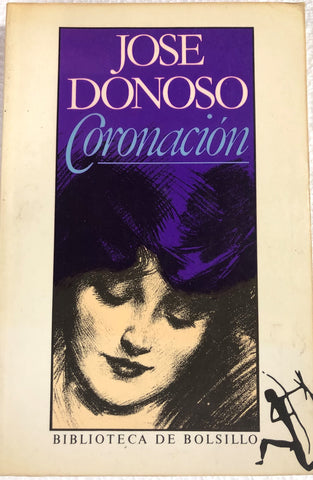 JOSE
DONOSO
Coronación
BIBLIOTECA DE BOLSILLO